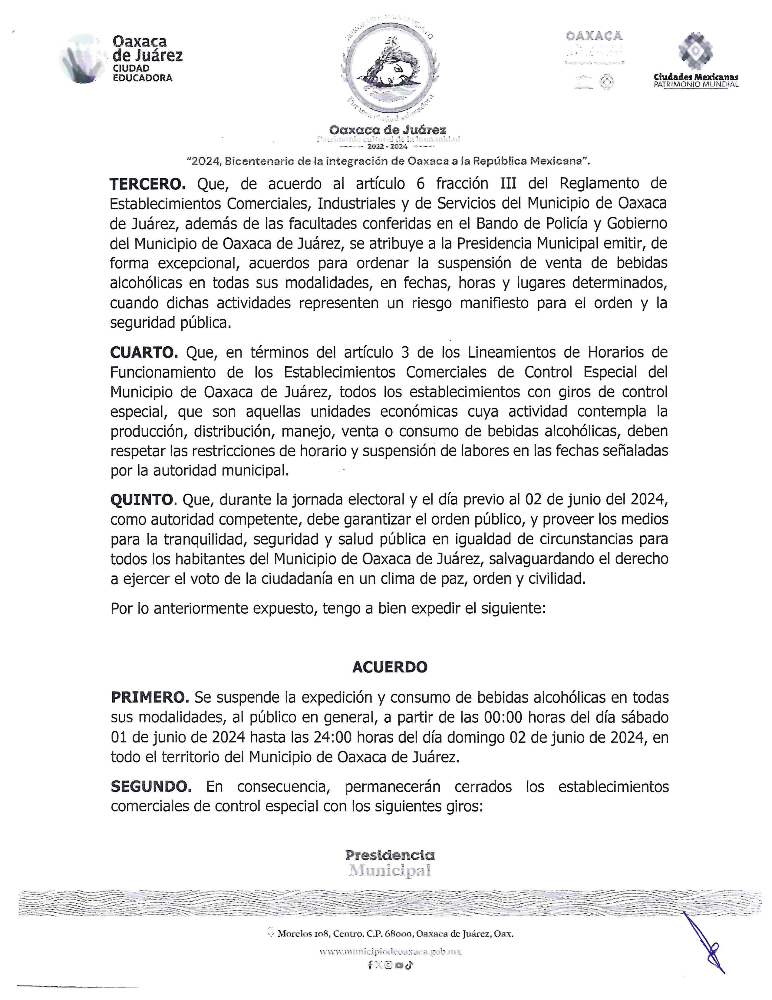 Oaxaca
de Juárez
CIUDAD
EDUCADORA
HONORABLE AYUNTAMIENTO
Por una ciudad educadora
Oaxaca de Juárez
Patrimonio cultural de la humanidad
2022 - 2024
OAXACA
Ciudades Mexicanas
PATRIMONIO MUNDIAL
"2024, Bicentenario de la integración de Oaxaca a la República Mexicana".
TERCERO. Que, de acuerdo al artículo 6 fracción III del Reglamento de
Establecimientos Comerciales, Industriales y de Servicios del Municipio de Oaxaca
de Juárez, además de las facultades conferidas en el Bando de Policía y Gobierno
del Municipio de Oaxaca de Juárez, se atribuye a la Presidencia Municipal emitir, de
forma excepcional, acuerdos para ordenar la suspensión de venta de bebidas
alcohólicas en todas sus modalidades, en fechas, horas y lugares determinados,
cuando dichas actividades representen un riesgo manifiesto para el orden y la
seguridad pública.
CUARTO. Que, en términos del artículo 3 de los Lineamientos de Horarios de
Funcionamiento de los Establecimientos Comerciales de Control Especial del
Municipio de Oaxaca de Juárez, todos los establecimientos con giros de control
especial, que son aquellas unidades económicas cuya actividad contempla la
producción, distribución, manejo, venta o consumo de bebidas alcohólicas, deben
respetar las restricciones de horario y suspensión de labores en las fechas señaladas
por la autoridad municipal.
QUINTO. Que, durante la jornada electoral y el día previo al 02 de junio del 2024,
como autoridad competente, debe garantizar el orden público, y proveer los medios
para la tranquilidad, seguridad y salud pública en igualdad de circunstancias para
todos los habitantes del Municipio de Oaxaca de Juárez, salvaguardando el derecho
a ejercer el voto de la ciudadanía en un clima de paz, orden y civilidad.
Por lo anteriormente expuesto, tengo a bien expedir el siguiente:
ACUERDO
PRIMERO. Se suspende la expedición y consumo de bebidas alcohólicas en todas
sus modalidades, al público en general, a partir de las 00:00 horas del día sábado
01 de junio de 2024 hasta las 24:00 horas del día domingo 02 de junio de 2024, en
todo el territorio del Municipio de Oaxaca de Juárez.
SEGUNDO. En consecuencia, permanecerán cerrados los establecimientos
comerciales de control especial con los siguientes giros:
Presidencia
Municipal
Morelos 108, Centro. C.P. 68000, Oaxaca de Juárez, Oax.
www.municipiodeoaxaca.gob.mx